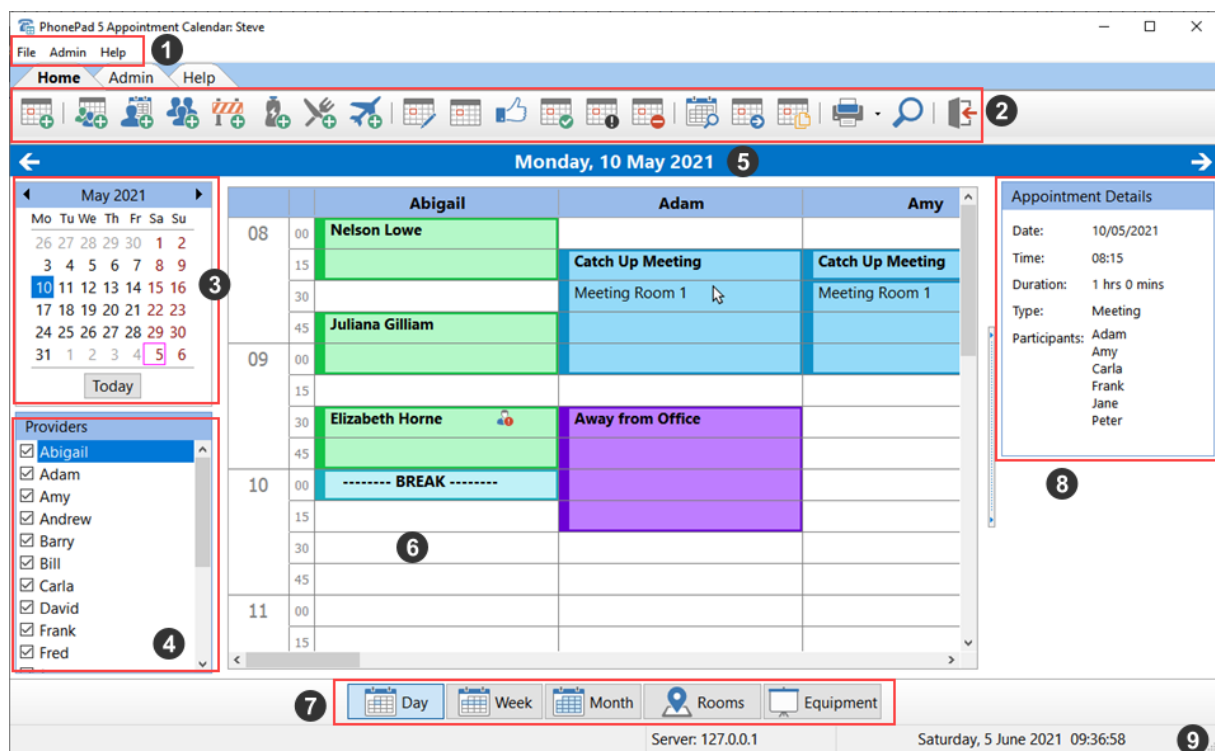 PhonePad 5 Appointment Calendar: Steve
File Admin Help 1
Home Admin Help
2
Monday, 10 May 2021 5
May 2021
Mo Tu We Th Fr Sa Su
26 27 28 29 30 1 2
3 4 5 6 7 8 9
10 11 12 13 14 15 16
17 18 19 20 21 22 23
24 25 26 27 28 29 30
31 1 2 3 4 5 6
Today
3
Providers
Abigail
Adam
Amy
Andrew
Barry
Bill
Carla
David
Frank
Fred
4
Abigail Adam Amy
08 00 Nelson Lowe
15 Catch Up Meeting Catch Up Meeting
30 Meeting Room 1 Meeting Room 1
45 Juliana Gilliam
09 00
15
30 Elizabeth Horne Away from Office
45
10 00 -------- BREAK --------
15
30 6
45
11 00
15
Appointment Details
Date: 10/05/2021
Time: 08:15
Duration: 1 hrs 0 mins
Type: Meeting
Participants: Adam
Amy
Carla
Frank
Jane
Peter
8
7 Day Week Month Rooms Equipment
Server: 127.0.0.1 Saturday, 5 June 2021 09:36:58 9